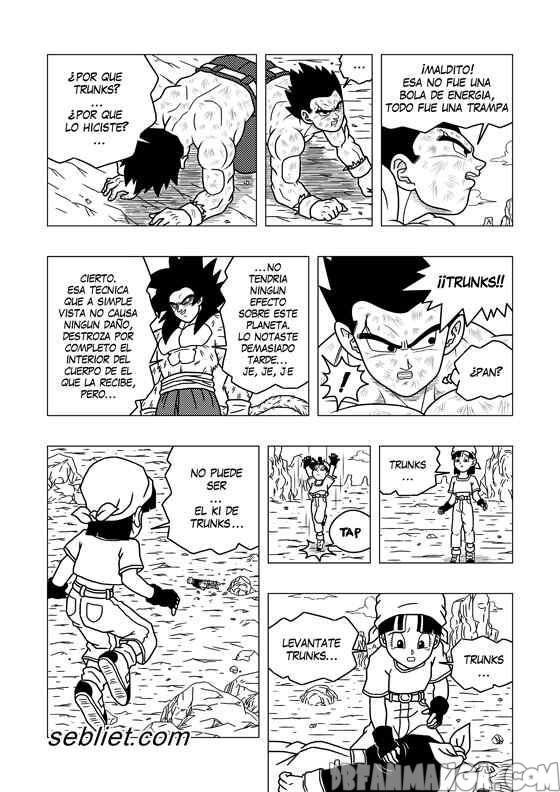 ¿POR QUE
TRUNKS?
...
¿POR QUE
LO HICISTE?
...
¡MALDITO!
ESA NO FUE UNA
BOLA DE ENERGIA,
TODO FUE UNA TRAMPA
CIERTO.
ESA TECNICA
QUE A SIMPLE
VISTA NO CAUSA
NINGUN DAÑO,
DESTROZA POR
COMPLETO EL
INTERIOR DEL
CUERPO DE EL
QUE LA RECIBE,
PERO...
...NO
TENDRIA
NINGUN
EFECTO
SOBRE ESTE
PLANETA.
LO NOTASTE
DEMASIADO
TARDE...
JE, JE, JE
¡¡TRUNKS!!
!
¿PAN?
NO PUEDE
SER
...
EL KI DE
TRUNKS...
TAP
TRUNKS
...
LEVANTATE
TRUNKS...
TRUNKS
...
sebliet.com
DBFANMANGA.COM